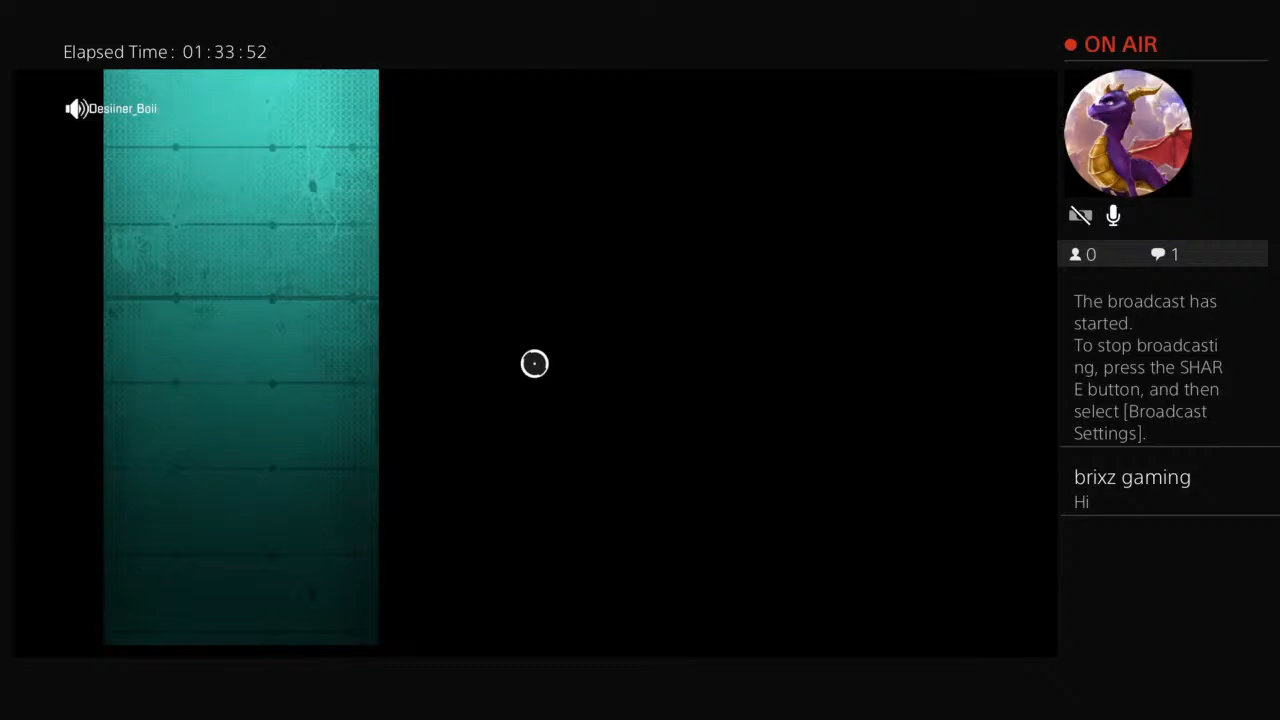 Elapsed Time: 01:33:52
ON AIR
Desiiner_Boii
0 1
The broadcast has
started.
To stop broadcasti
ng, press the SHAR
E button, and then
select [Broadcast
Settings].
brixz gaming
Hi